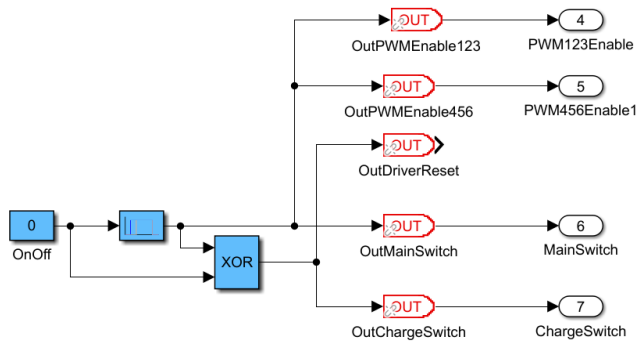 OUT
4
OutPWMEnable123
PWM123Enable
OUT
5
OutPWMEnable456
PWM456Enable1
OUT
OutDriverReset
0
OnOff
OUT
6
OutMainSwitch
MainSwitch
XOR
OUT
7
OutChargeSwitch
ChargeSwitch